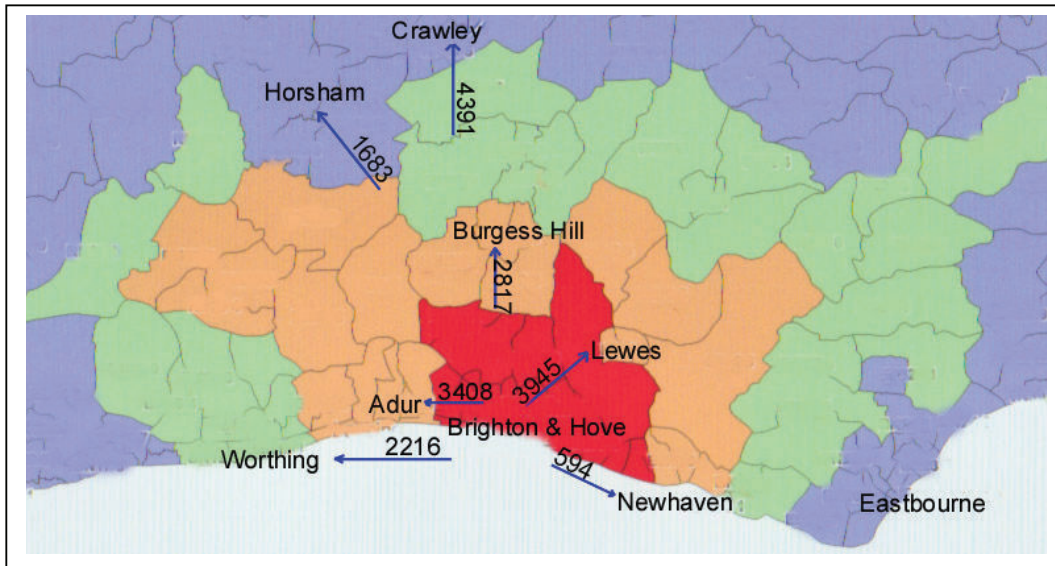 Crawley
4391
Horsham
1683
Burgess Hill
2817
Lewes
3945
3408
Adur
Brighton & Hove
2216
Worthing
594
Newhaven
Eastbourne